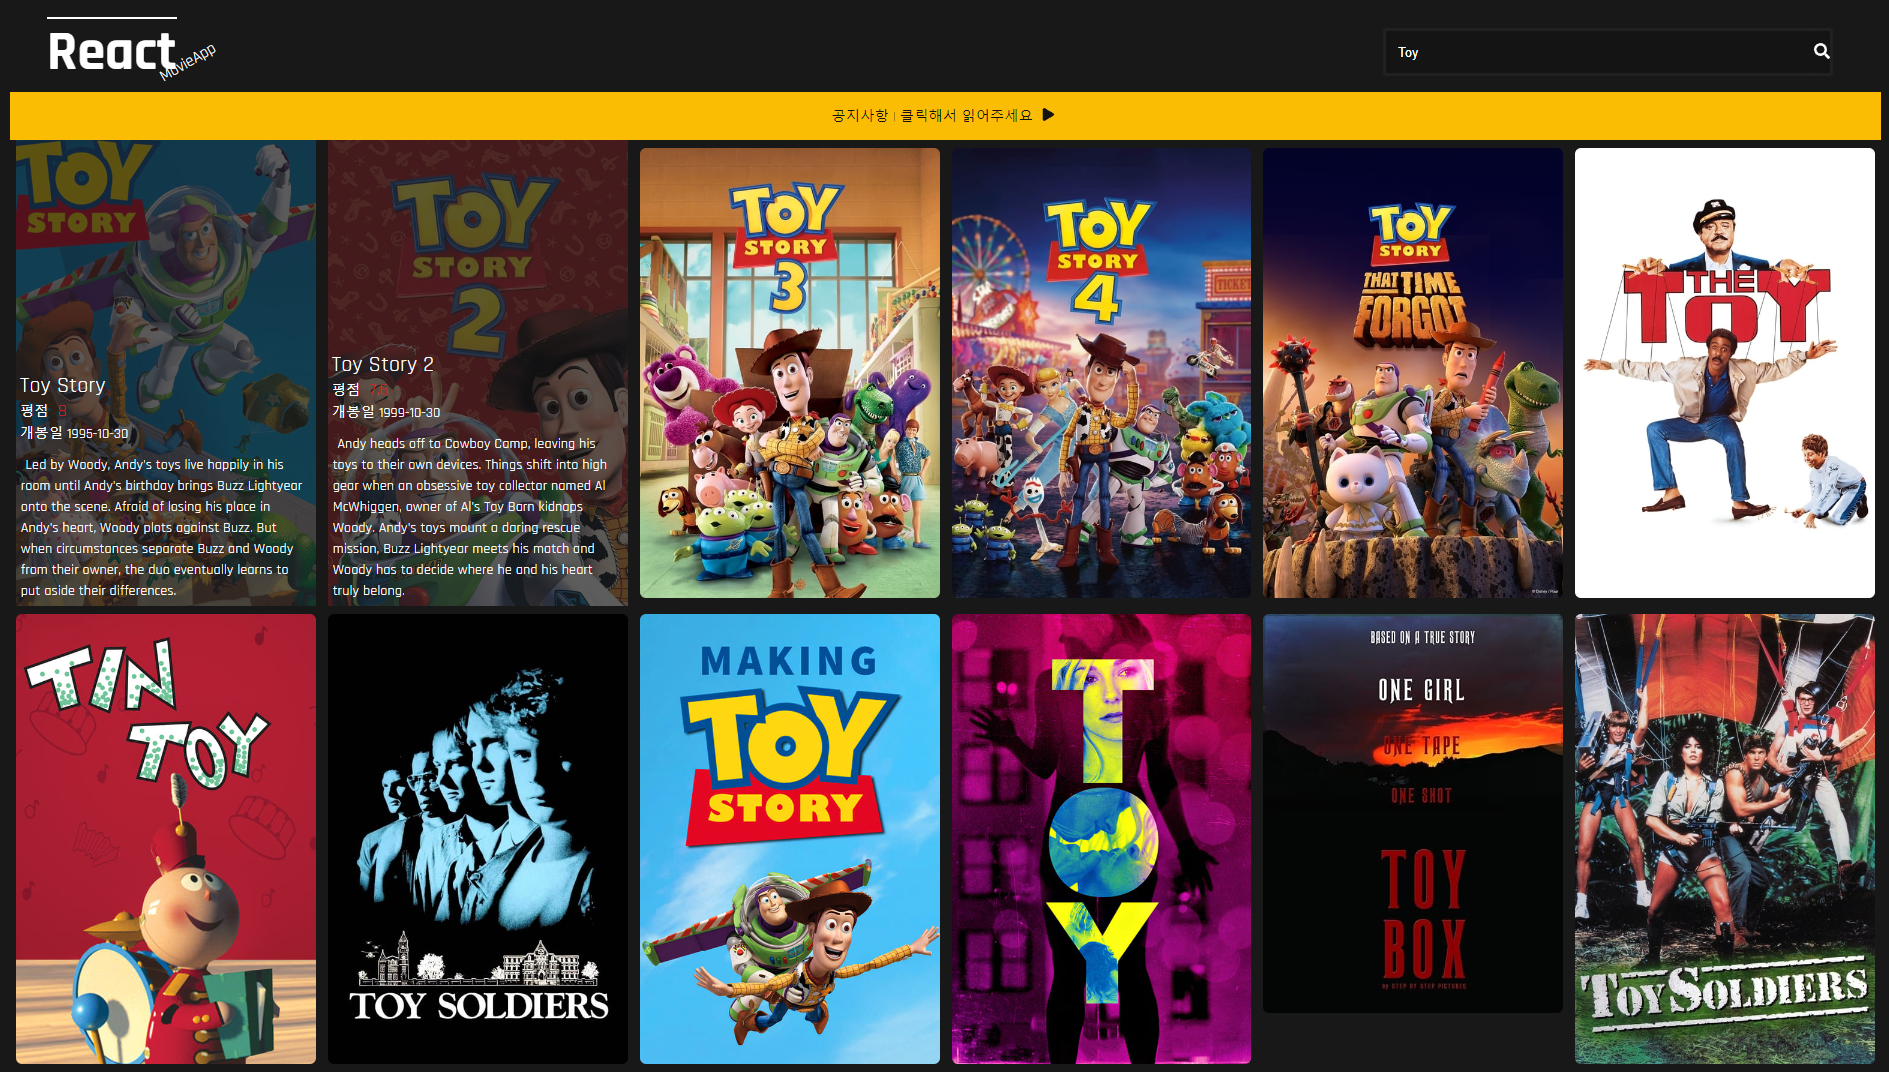 React
MovieApp
Toy
공지사항 | 클릭해서 읽어주세요
TOY
STORY
Toy Story
평점 8
개봉일 1995-10-30
Led by Woody, Andy's toys live happily in his
room until Andy's birthday brings Buzz Lightyear
onto the scene. Afraid of losing his place in
Andy's heart, Woody plots against Buzz. But
when circumstances separate Buzz and Woody
from their owner, the duo eventually learns to
put aside their differences.
TOY
STORY
2
Toy Story 2
평점 7.6
개봉일 1999-10-30
Andy heads off to Cowboy Camp, leaving his
toys to their own devices. Things shift into high
gear when an obsessive toy collector named Al
McWhiggen, owner of Al's Toy Barn kidnaps
Woody. Andy's toys mount a daring rescue
mission, Buzz Lightyear meets his match and
Woody has to decide where he and his heart
truly belong.
TOY
STORY
3
TOY
STORY
4
TICKET
TOY
STORY
THAT TIME
FORGOT
THE
TOY
TIN
TOY
TOY SOLDIERS
MAKING
TOY
STORY
T
O
Y
BASED ON A TRUE STORY
ONE GIRL
ONE TAPE
ONE SHOT
TOY
BOX
by STEP BY STEP PICTURES
TOY SOLDIERS